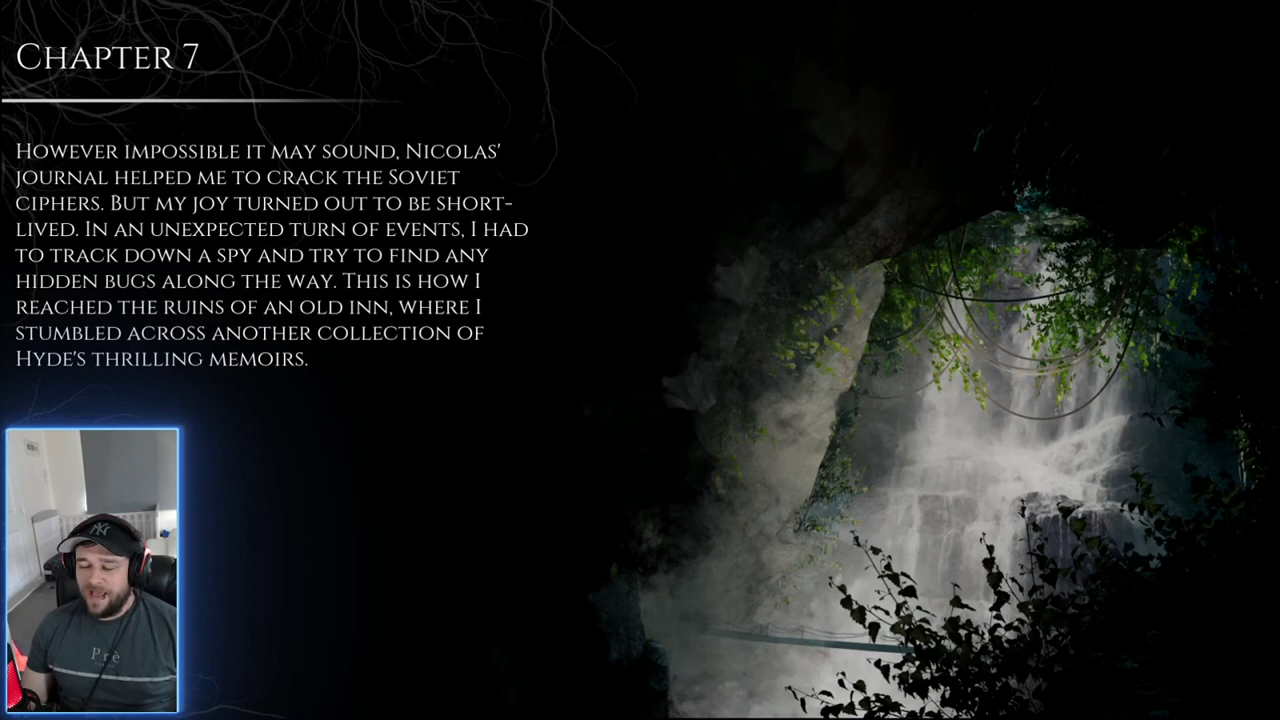 Chapter 7
However impossible it may sound, Nicolas'
journal helped me to crack the Soviet
ciphers. But my joy turned out to be short-
lived. In an unexpected turn of events, I had
to track down a spy and try to find any
hidden bugs along the way. This is how I
reached the ruins of an old inn, where I
stumbled across another collection of
Hyde's thrilling memoirs.
NY
Prè